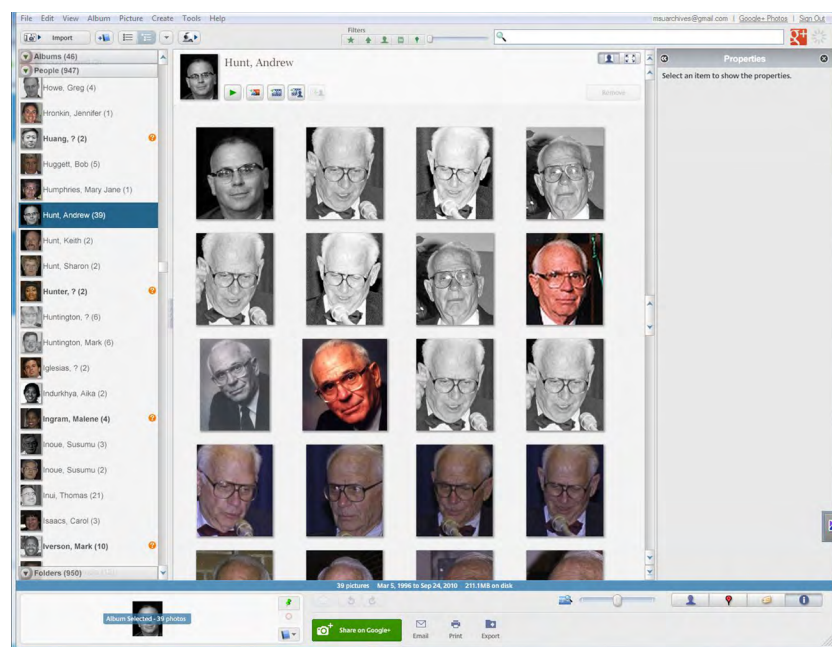 File Edit View Album Picture Create Tools Help
msuarchives@gmail.com | Google+ Photos | Sign Out
Import
Filters
Albums (46)
People (947)
Howe, Greg (4)
Hronkin, Jennifer (1)
Huang, ? (2)
Huggett, Bob (5)
Humphries, Mary Jane (1)
Hunt, Andrew (39)
Hunt, Keith (2)
Hunt, Sharon (2)
Hunter, ? (2)
Huntington, ? (6)
Huntington, Mark (6)
Iglesias, ? (2)
Indurkhya, Aika (2)
Ingram, Malene (4)
Inoue, Susumu (3)
Inoue, Susumu (2)
Inui, Thomas (21)
Isaacs, Carol (3)
Iverson, Mark (10)
Folders (950)
Hunt, Andrew
Remove
Properties
Select an item to show the properties.
39 pictures Mar 5, 1996 to Sep 24, 2010 211.1MB on disk
Album Selected - 39 photos
Share on Google+
Email
Print
Export